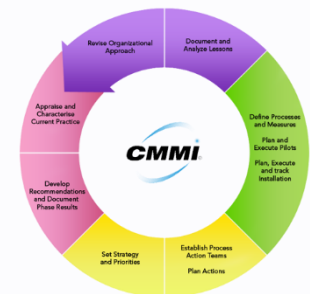 Revise Organizational
Approach
Document and
Analyze Lessons
Define Processes
and Measures
Plan and
Execute Pilots
Plan, Execute
and track
Installation
Establish Process
Action Teams
Plan Actions
Set Strategy
and Priorities
Develop
Recommendations
and Document
Phase Results
Appraise and
Characterise
Current Practice
CMMI